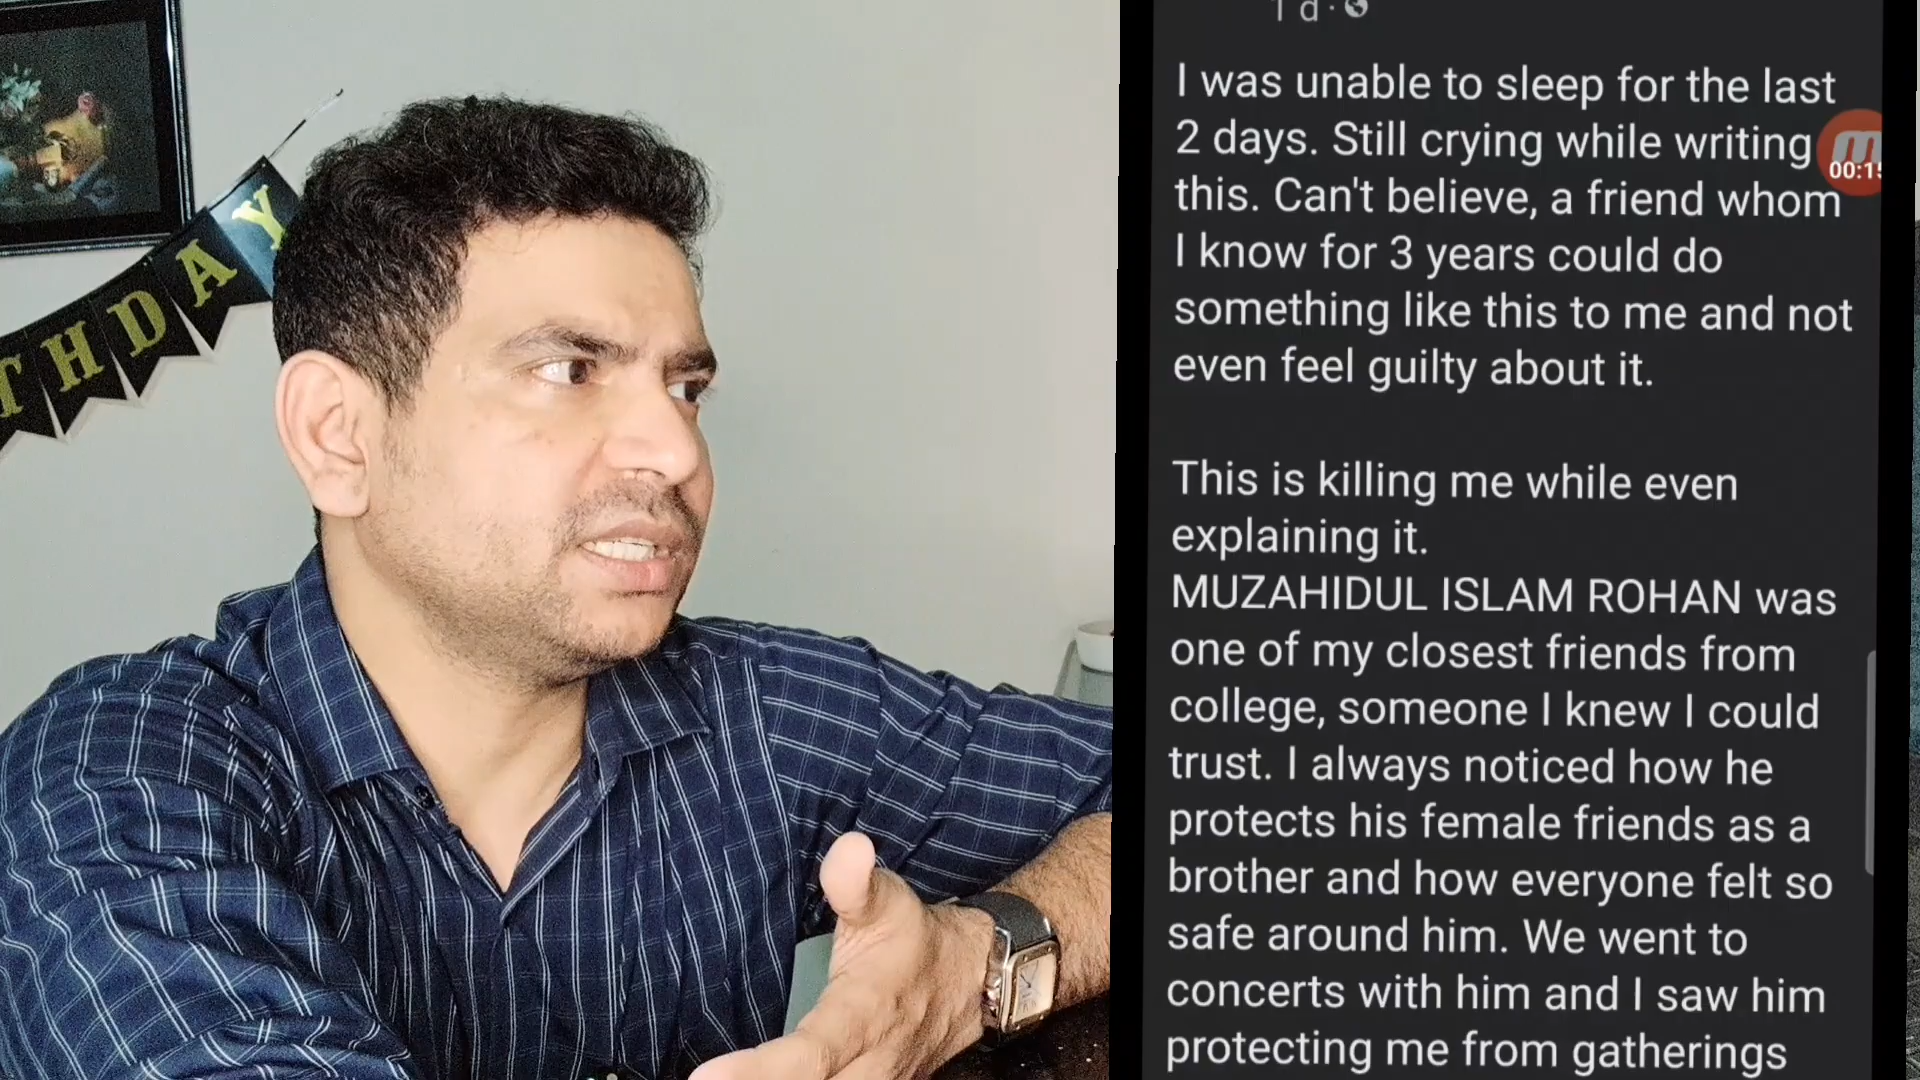 THDAY
1 d ·
I was unable to sleep for the last
2 days. Still crying while writing
this. Can't believe, a friend whom
I know for 3 years could do
something like this to me and not
even feel guilty about it.
This is killing me while even
explaining it.
MUZAHIDUL ISLAM ROHAN was
one of my closest friends from
college, someone I knew I could
trust. I always noticed how he
protects his female friends as a
brother and how everyone felt so
safe around him. We went to
concerts with him and I saw him
protecting me from gatherings
00:15